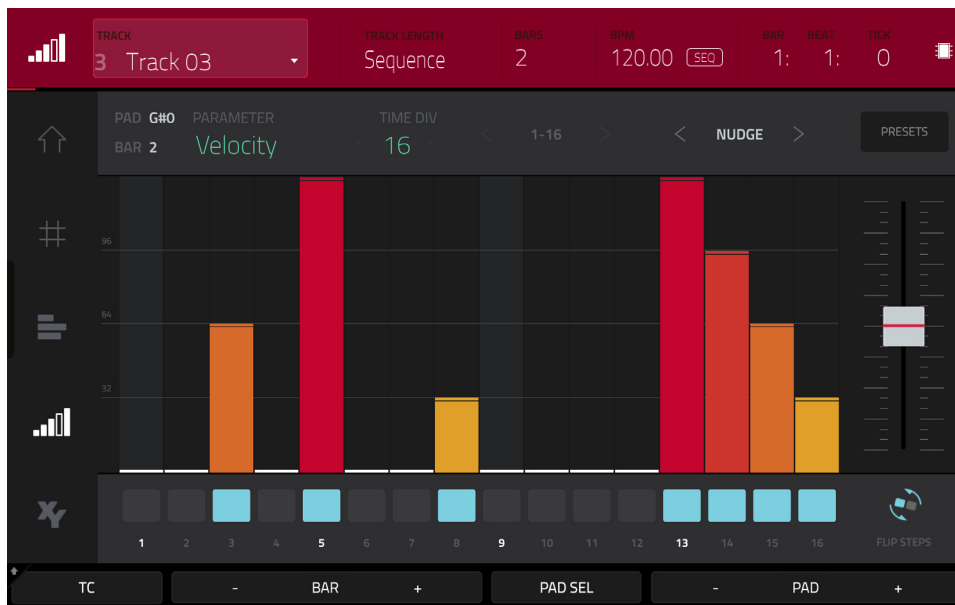 TRACK
3 Track 03
TRACK LENGTH
Sequence
BARS
2
BPM
120.00 SEQ
BAR BEAT TICK
1: 1: 0
PAD G#0
BAR 2
PARAMETER
Velocity
TIME DIV
16
< 1-16 >
< NUDGE >
PRESETS
96
64
32
XY
1 2 3 4 5 6 7 8 9 10 11 12 13 14 15 16
FLIP STEPS
TC - BAR + PAD SEL - PAD +